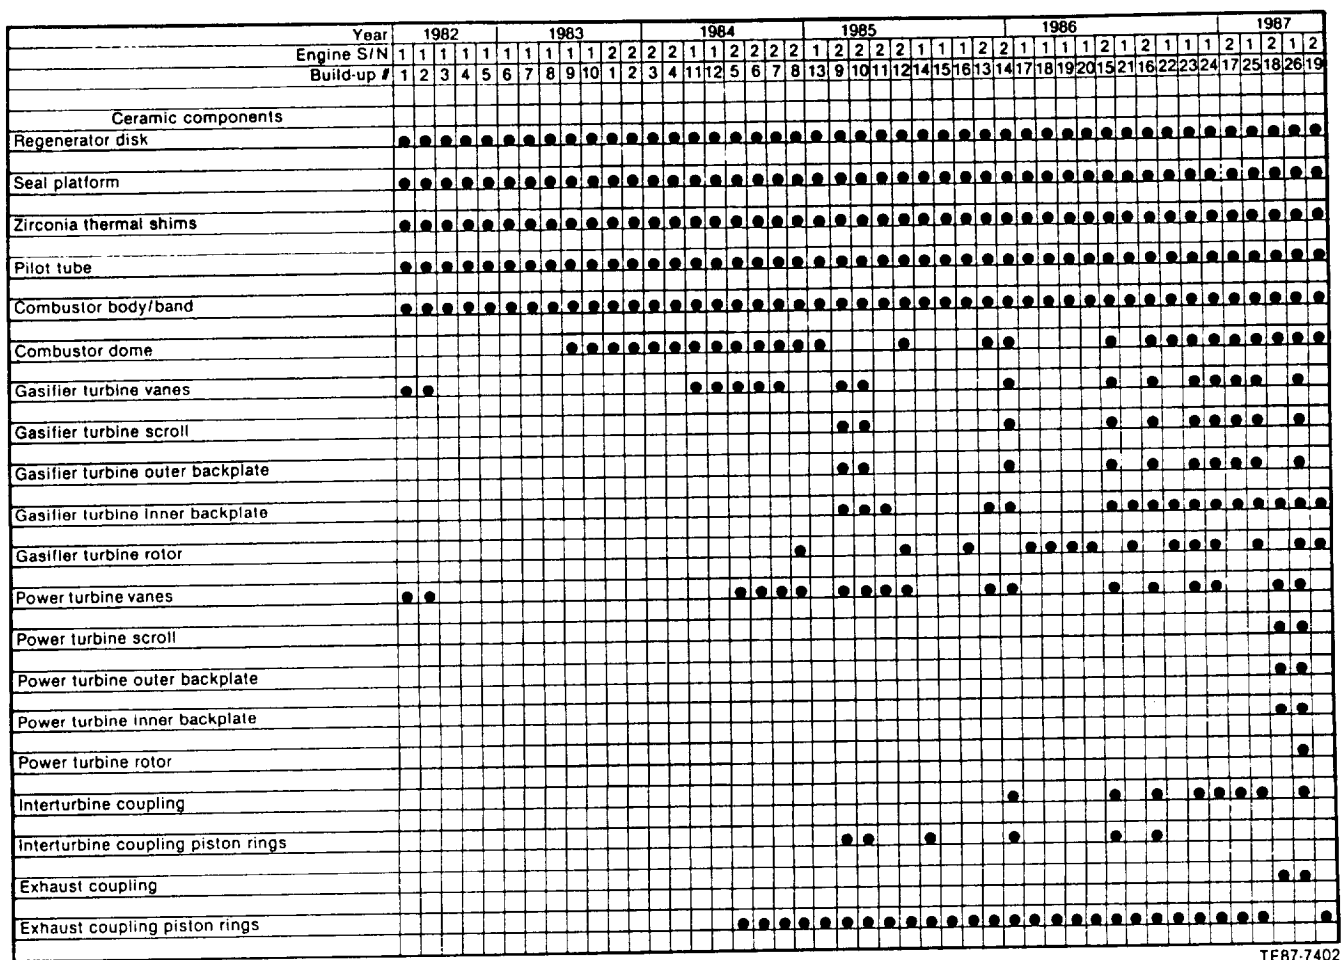 Year 1982 1983 1984 1985 1986 1987
Engine S/N 1 1 1 1 1 1 1 1 1 1 2 2 2 2 1 1 2 2 2 2 1 2 2 2 2 1 1 1 2 2 1 1 1 1 2 1 2 1 1 1 2 1 2 1 2
Build-up # 1 2 3 4 5 6 7 8 9 10 1 2 3 4 11 12 5 6 7 8 13 9 10 11 12 14 15 16 13 14 17 18 19 20 15 21 16 22 23 24 17 25 18 26 19
Ceramic components
Regenerator disk
Seal platform
Zirconia thermal shims
Pilot tube
Combustor body/band
Combustor dome
Gasifier turbine vanes
Gasifier turbine scroll
Gasifier turbine outer backplate
Gasifier turbine inner backplate
Gasifier turbine rotor
Power turbine vanes
Power turbine scroll
Power turbine outer backplate
Power turbine inner backplate
Power turbine rotor
Interturbine coupling
Interturbine coupling piston rings
Exhaust coupling
Exhaust coupling piston rings
TE87-7402